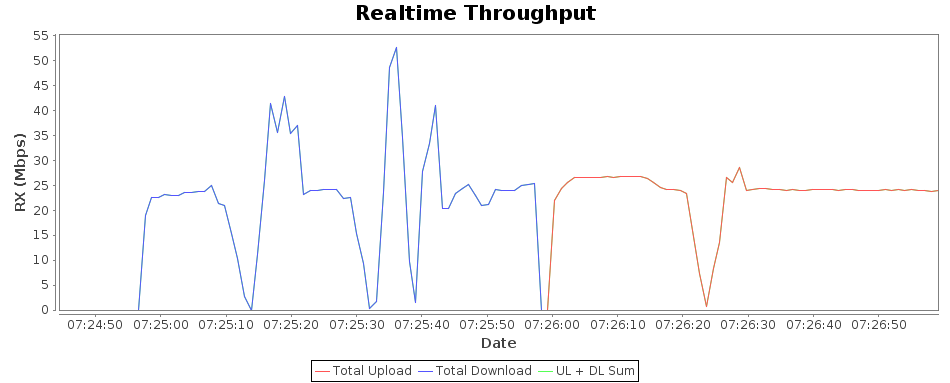 Realtime Throughput
RX (Mbps)
55
50
45
40
35
30
25
20
15
10
5
0
07:24:50 07:25:00 07:25:10 07:25:20 07:25:30 07:25:40 07:25:50 07:26:00 07:26:10 07:26:20 07:26:30 07:26:40 07:26:50
Date
Total Upload Total Download UL + DL Sum